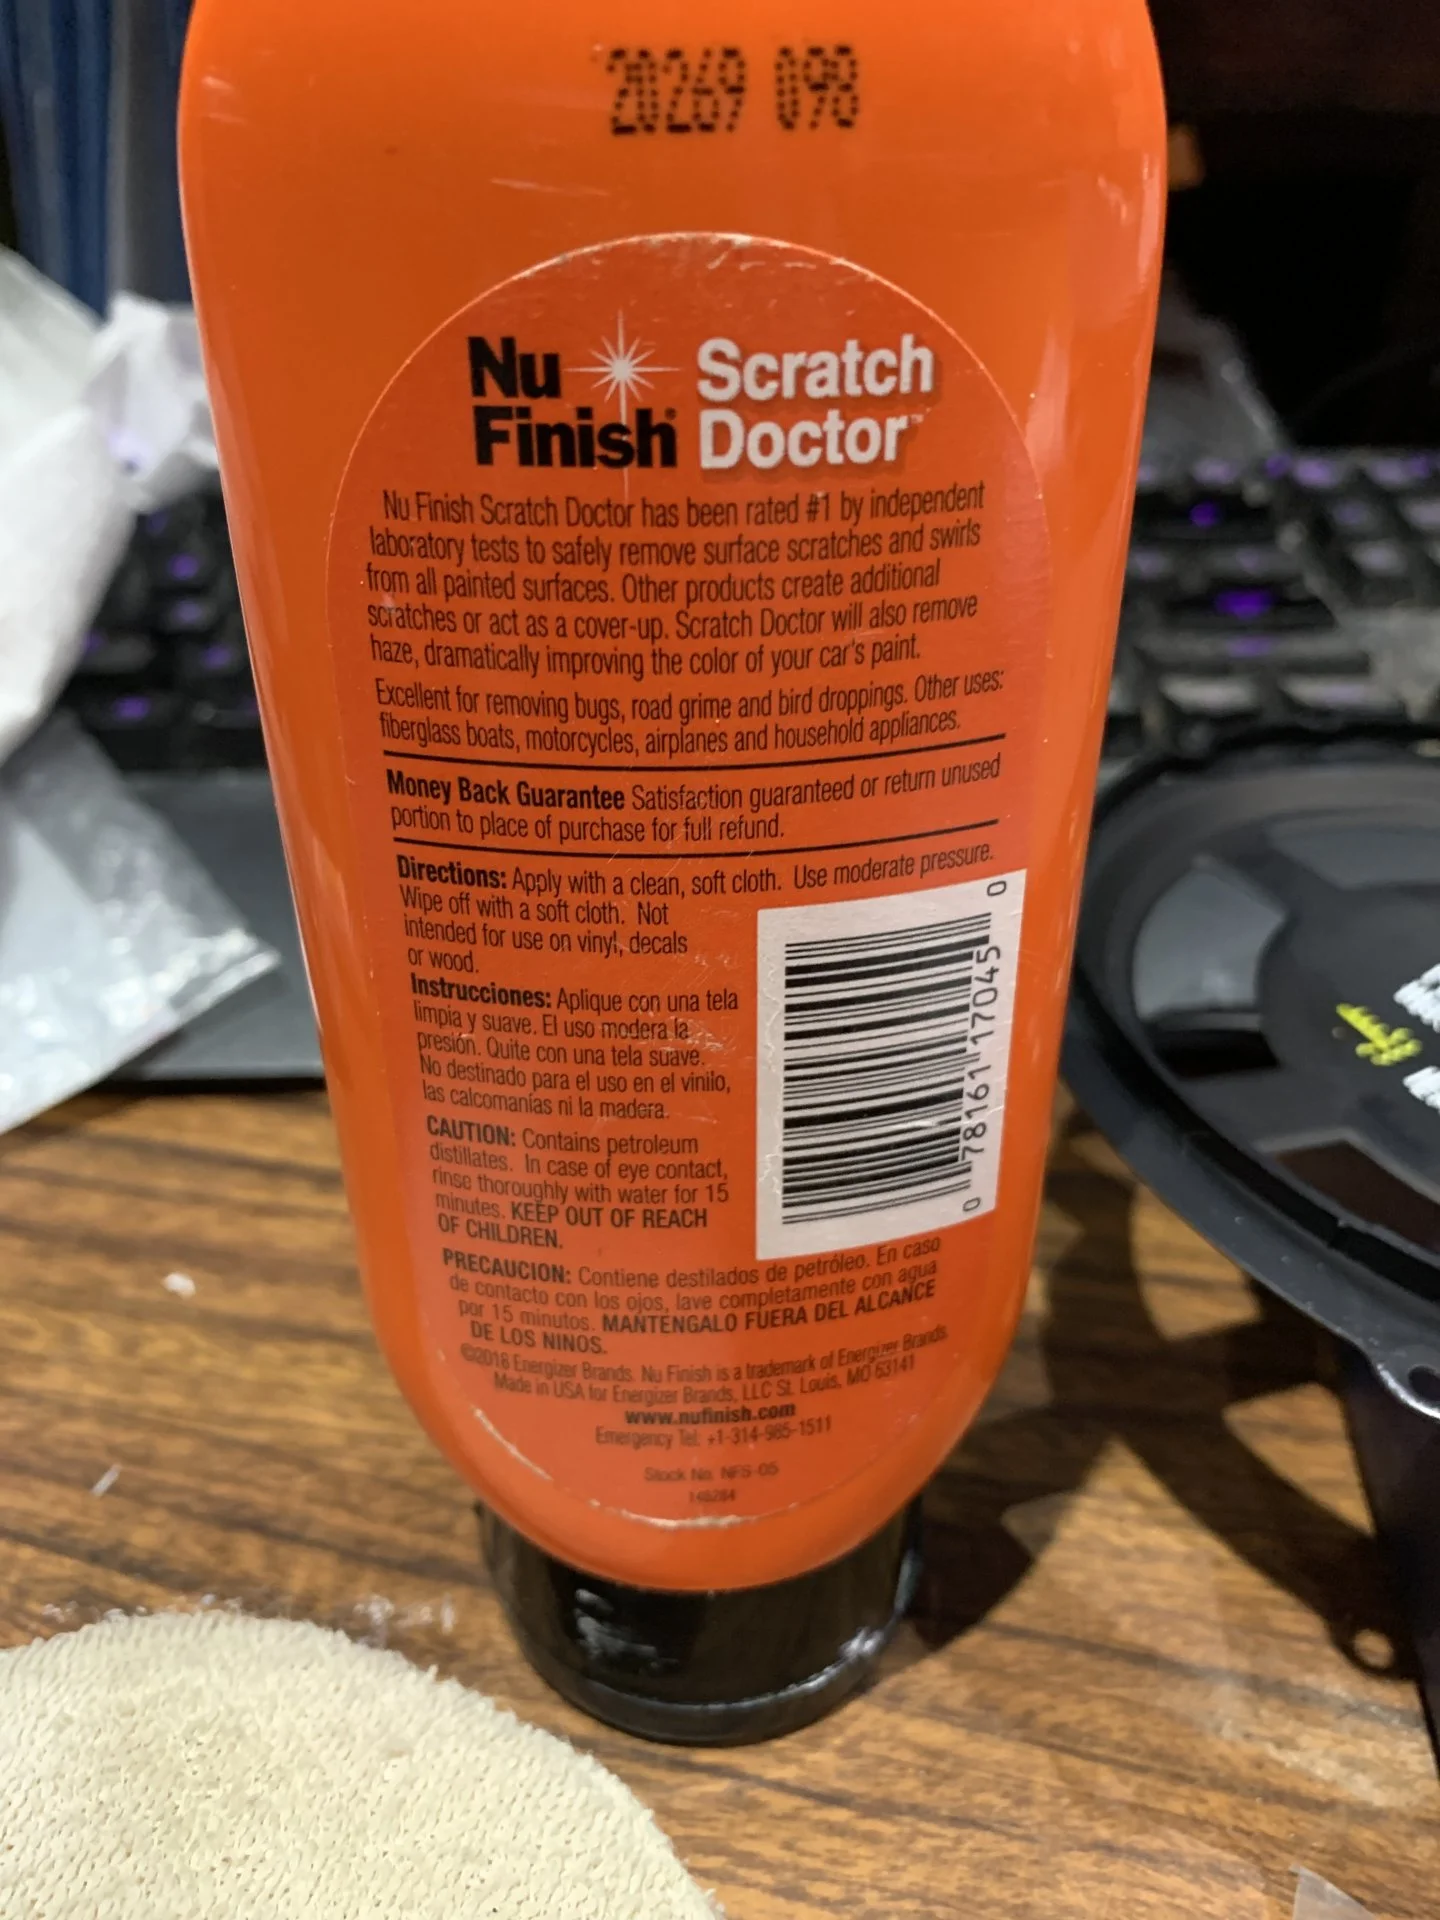 20269 098
Nu Finish® Scratch Doctor™
Nu Finish Scratch Doctor has been rated #1 by independent
laboratory tests to safely remove surface scratches and swirls
from all painted surfaces. Other products create additional
scratches or act as a cover-up. Scratch Doctor will also remove
haze, dramatically improving the color of your car's paint.
Excellent for removing bugs, road grime and bird droppings. Other uses:
fiberglass boats, motorcycles, airplanes and household appliances.
Money Back Guarantee Satisfaction guaranteed or return unused
portion to place of purchase for full refund.
Directions: Apply with a clean, soft cloth. Use moderate pressure.
Wipe off with a soft cloth. Not
intended for use on vinyl, decals
or wood.
Instrucciones: Aplique con una tela
limpia y suave. El uso modera la
presión. Quite con una tela suave.
No destinado para el uso en el vinilo,
las calcomanías ni la madera.
CAUTION: Contains petroleum
distillates. In case of eye contact,
rinse thoroughly with water for 15
minutes. KEEP OUT OF REACH
OF CHILDREN.
0 78161 17045 0
PRECAUCION: Contiene destilados de petróleo. En caso
de contacto con los ojos, lave completamente con agua
por 15 minutos. MANTENGALO FUERA DEL ALCANCE
DE LOS NINOS.
©2018 Energizer Brands. Nu Finish is a trademark of Energizer Brands.
Made in USA for Energizer Brands, LLC St. Louis, MO 63141
www.nufinish.com
Emergency Tel: +1-314-985-1511
Stock No. NFS-05
148284